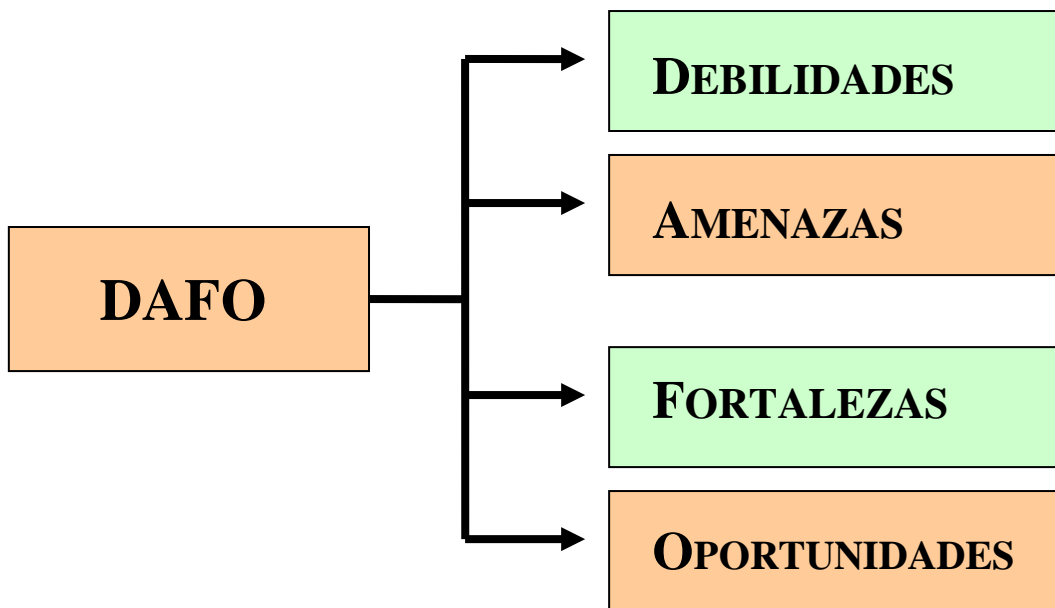 DEBILIDADES
AMENAZAS
DAFO
FORTALEZAS
OPORTUNIDADES